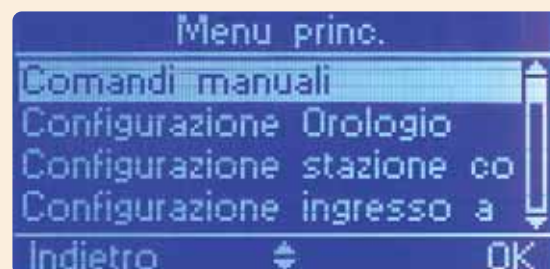 Menu princ.
Comandi manuali
Configurazione Orologio
Configurazione stazione co
Configurazione ingresso a
Indietro OK